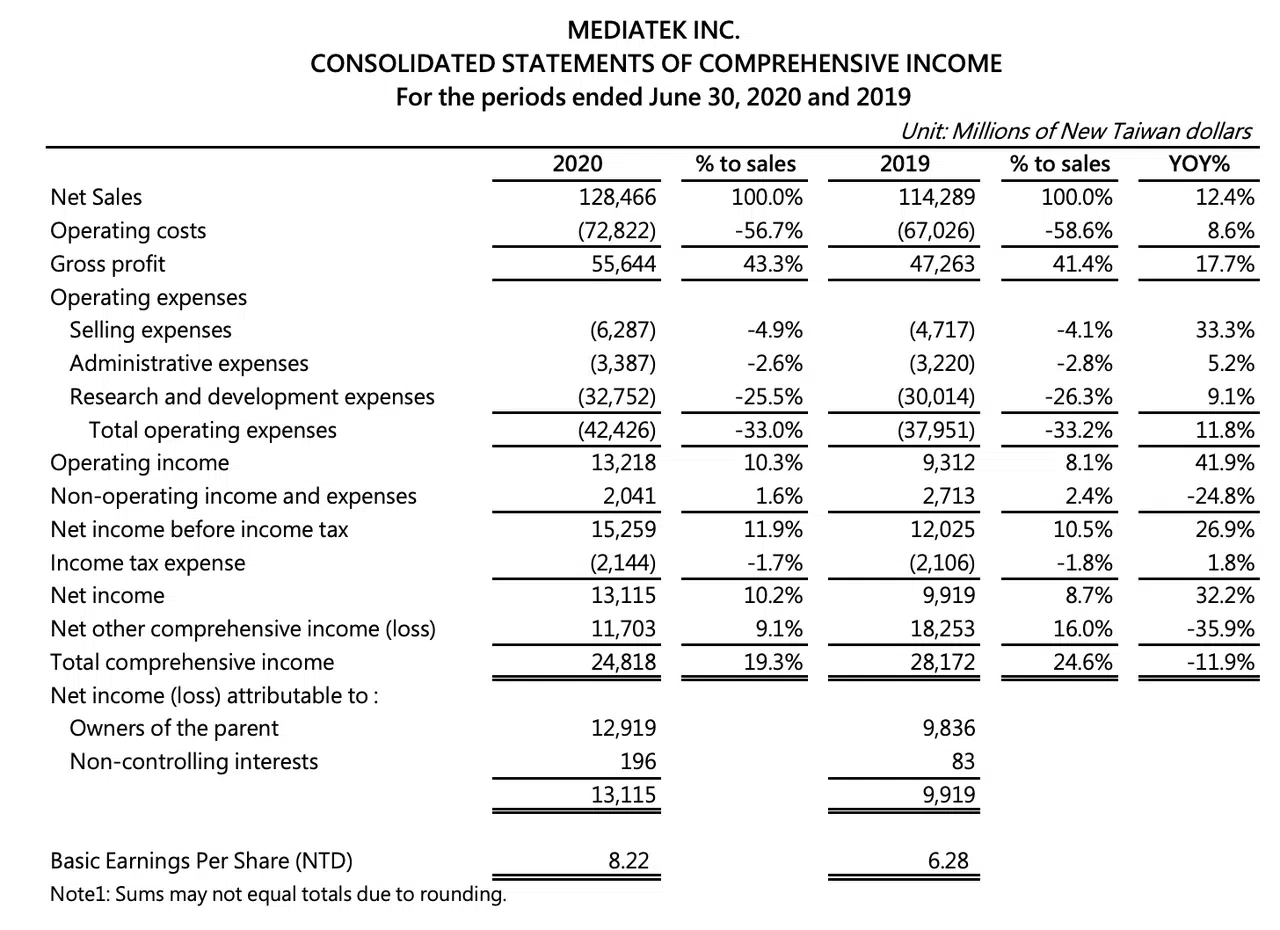 MEDIATEK INC.
CONSOLIDATED STATEMENTS OF COMPREHENSIVE INCOME
For the periods ended June 30, 2020 and 2019
Unit: Millions of New Taiwan dollars
2020 % to sales 2019 % to sales YOY%
Net Sales 128,466 100.0% 114,289 100.0% 12.4%
Operating costs (72,822) -56.7% (67,026) -58.6% 8.6%
Gross profit 55,644 43.3% 47,263 41.4% 17.7%
Operating expenses
Selling expenses (6,287) -4.9% (4,717) -4.1% 33.3%
Administrative expenses (3,387) -2.6% (3,220) -2.8% 5.2%
Research and development expenses (32,752) -25.5% (30,014) -26.3% 9.1%
Total operating expenses (42,426) -33.0% (37,951) -33.2% 11.8%
Operating income 13,218 10.3% 9,312 8.1% 41.9%
Non-operating income and expenses 2,041 1.6% 2,713 2.4% -24.8%
Net income before income tax 15,259 11.9% 12,025 10.5% 26.9%
Income tax expense (2,144) -1.7% (2,106) -1.8% 1.8%
Net income 13,115 10.2% 9,919 8.7% 32.2%
Net other comprehensive income (loss) 11,703 9.1% 18,253 16.0% -35.9%
Total comprehensive income 24,818 19.3% 28,172 24.6% -11.9%
Net income (loss) attributable to :
Owners of the parent 12,919 9,836
Non-controlling interests 196 83
13,115 9,919
Basic Earnings Per Share (NTD) 8.22 6.28
Note1: Sums may not equal totals due to rounding.